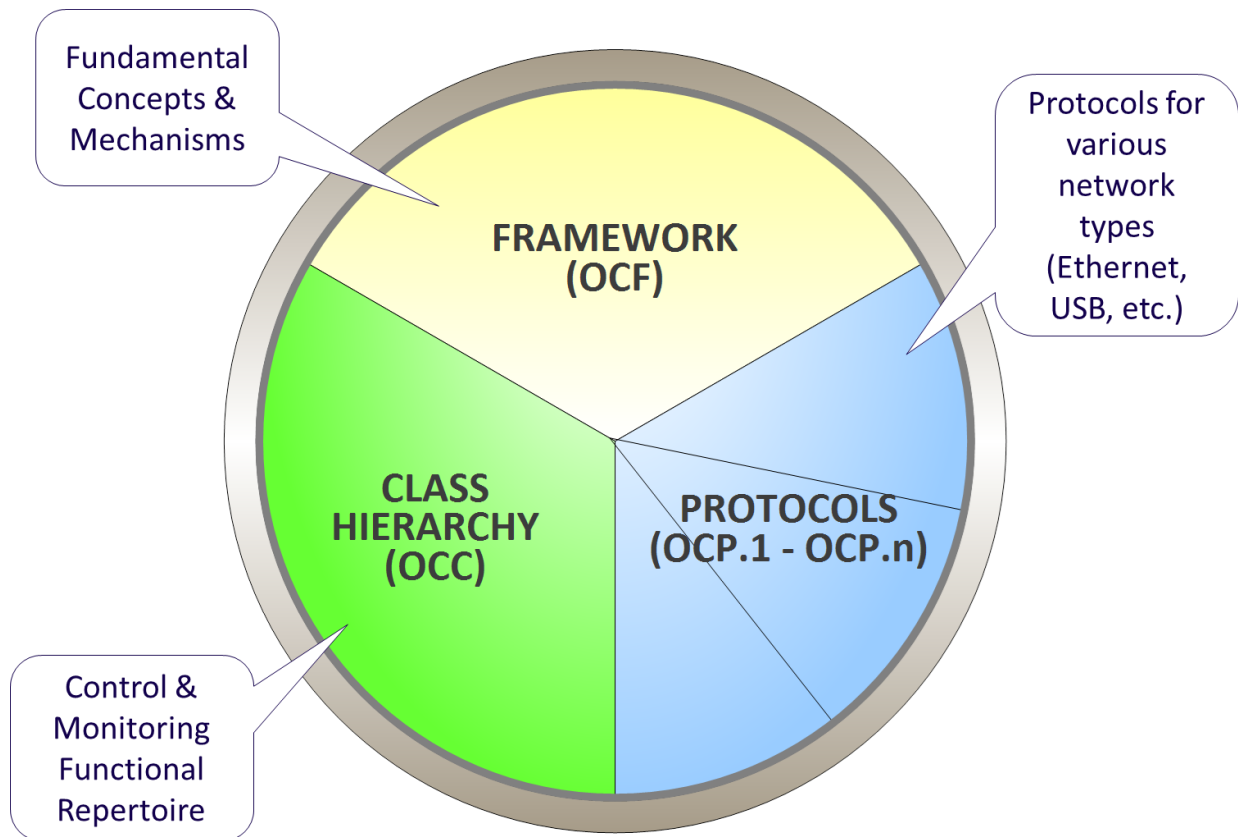 Fundamental
Concepts &
Mechanisms
Protocols for
various
network
types
(Ethernet,
USB, etc.)
FRAMEWORK
(OCF)
CLASS
HIERARCHY
(OCC)
PROTOCOLS
(OCP.1 - OCP.n)
Control &
Monitoring
Functional
Repertoire